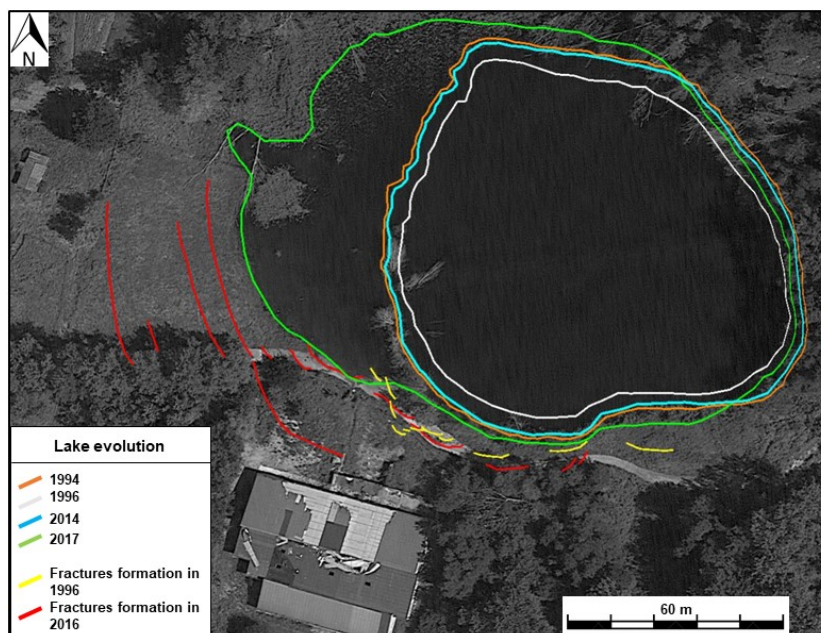 N
Lake evolution
1994
1996
2014
2017
Fractures formation in
1996
Fractures formation in
2016
60 m